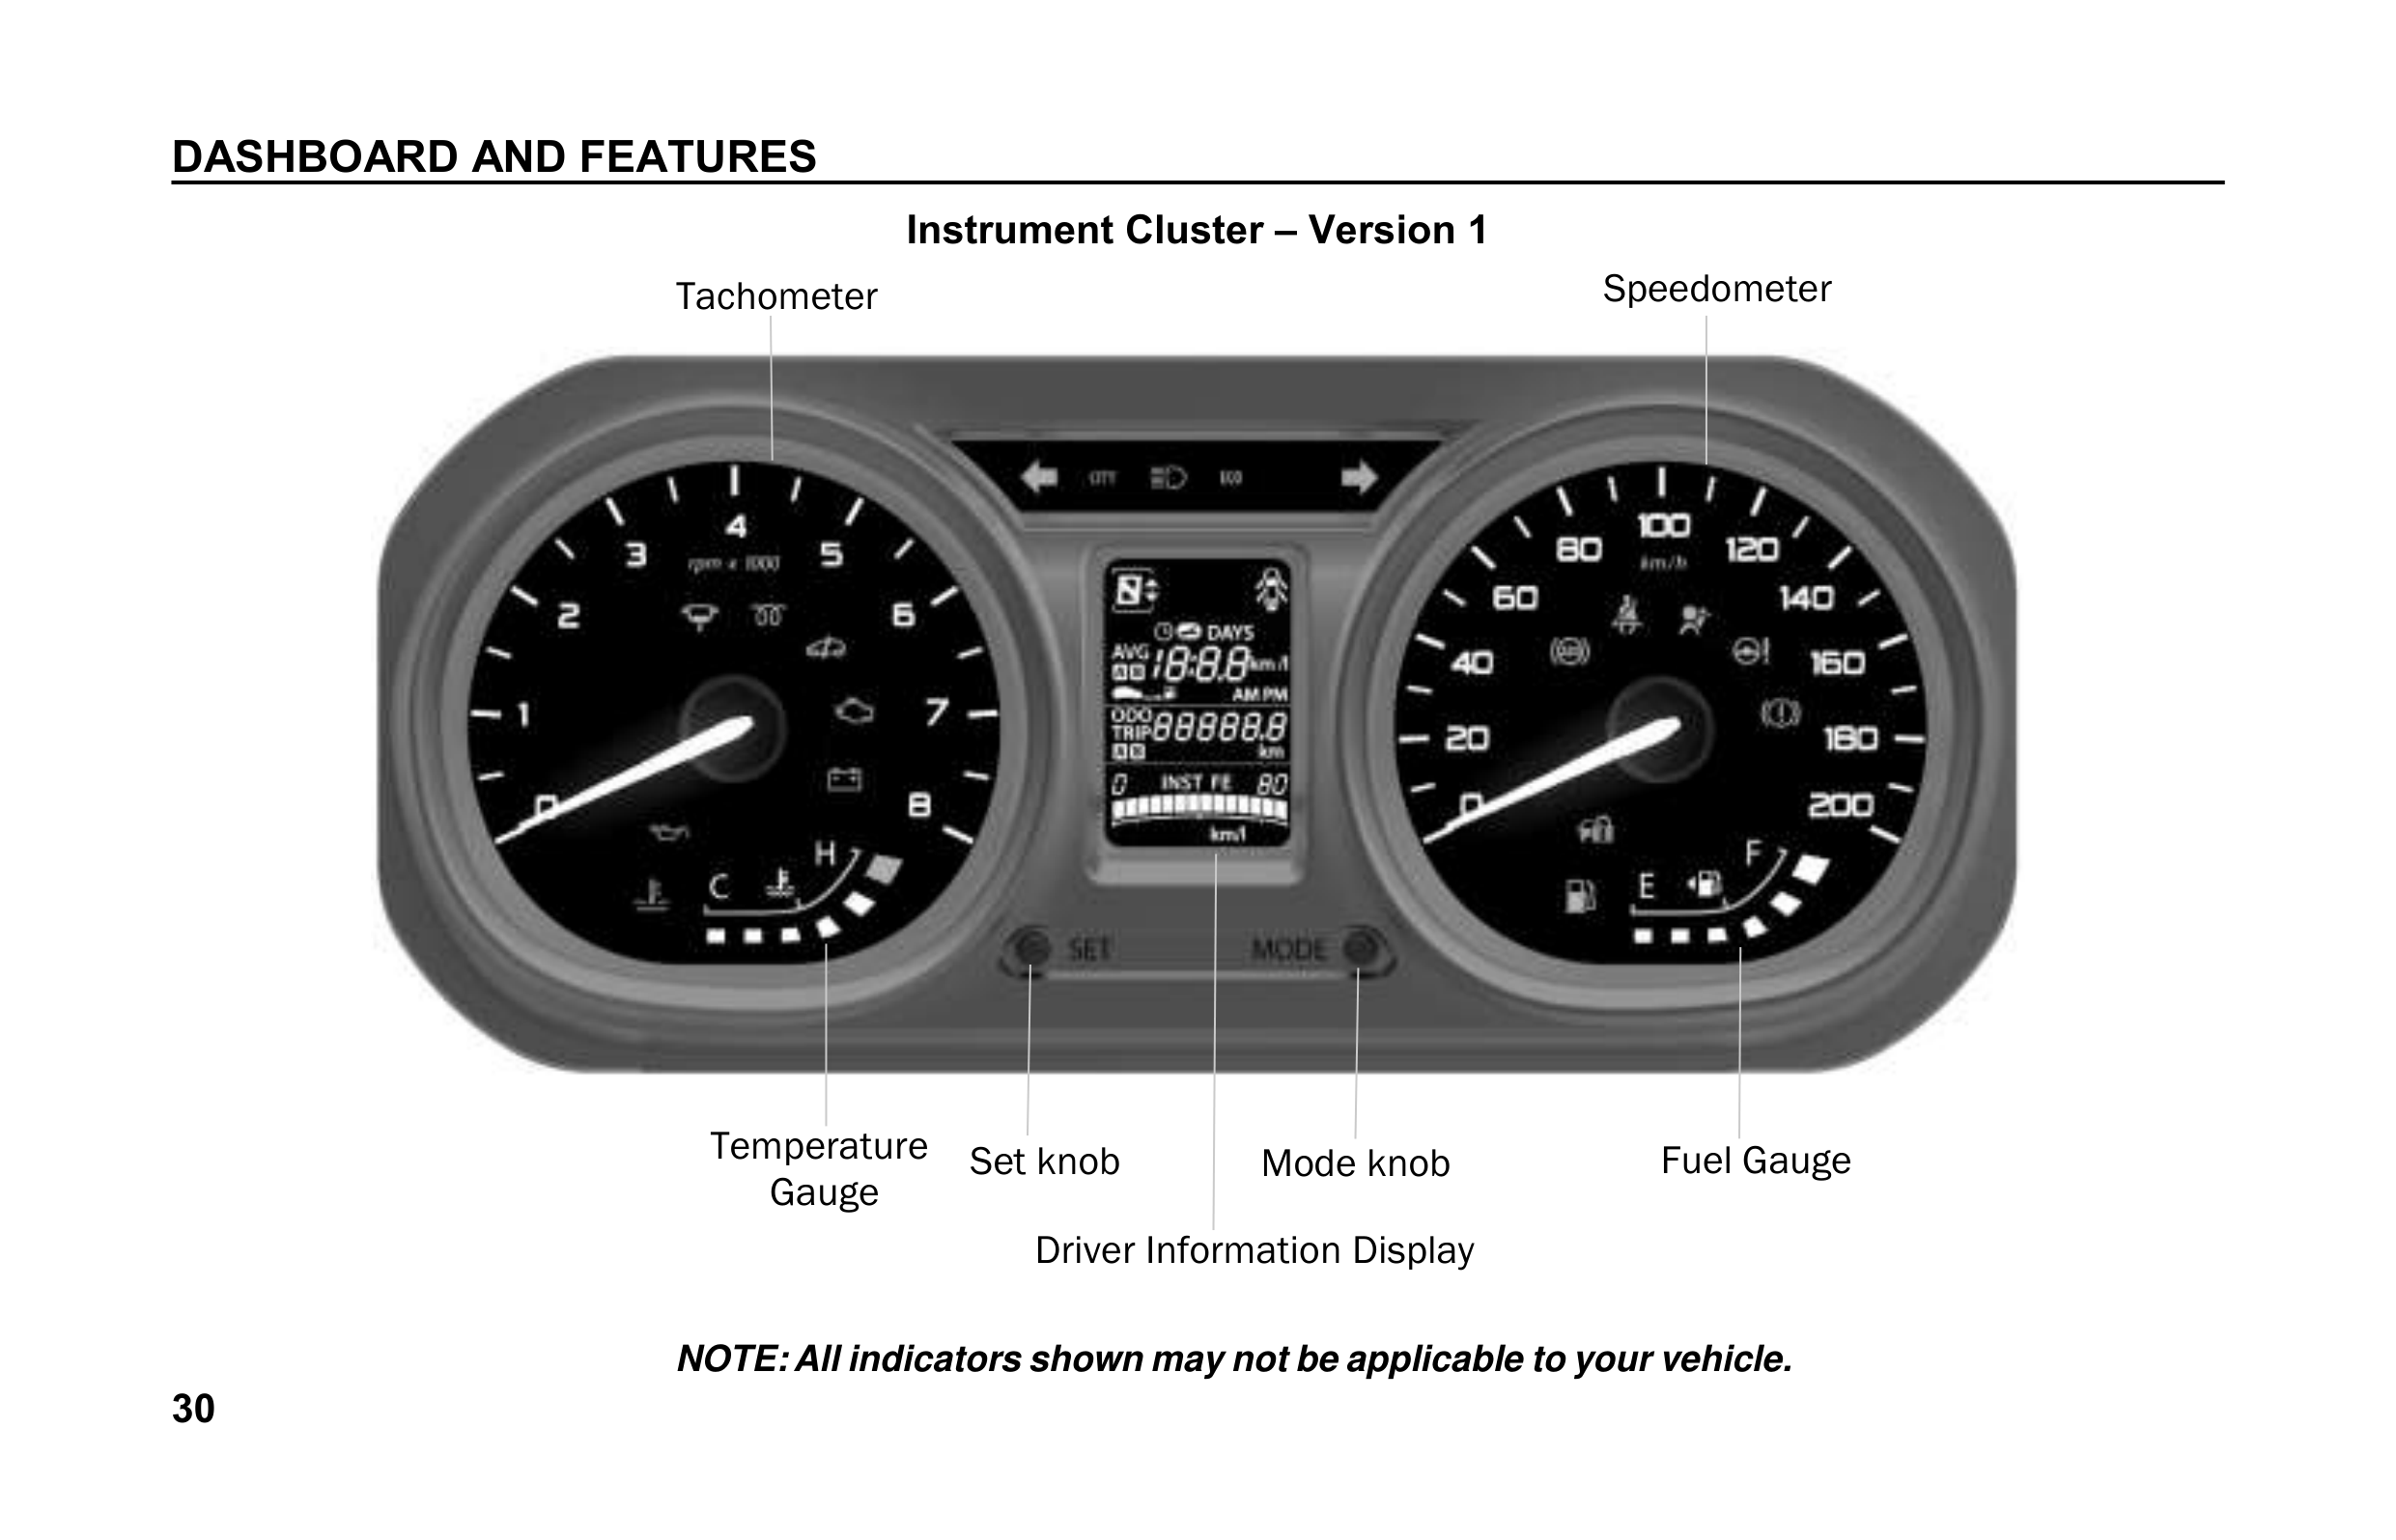 DASHBOARD AND FEATURES
Instrument Cluster – Version 1
Tachometer
Speedometer
CITY
ECO
4
3
5
rpm x 1000
2
6
1
7
0
8
H
C
DAYS
AVG
A B
18:8.8
km/l
AM PM
ODO
TRIP
A B
88888.8
km
0 INST FE 80
km/l
SET
MODE
100
80
120
km/h
60
140
40
160
20
180
0
200
F
E
Temperature
Gauge
Set knob
Mode knob
Fuel Gauge
Driver Information Display
NOTE: All indicators shown may not be applicable to your vehicle.
30